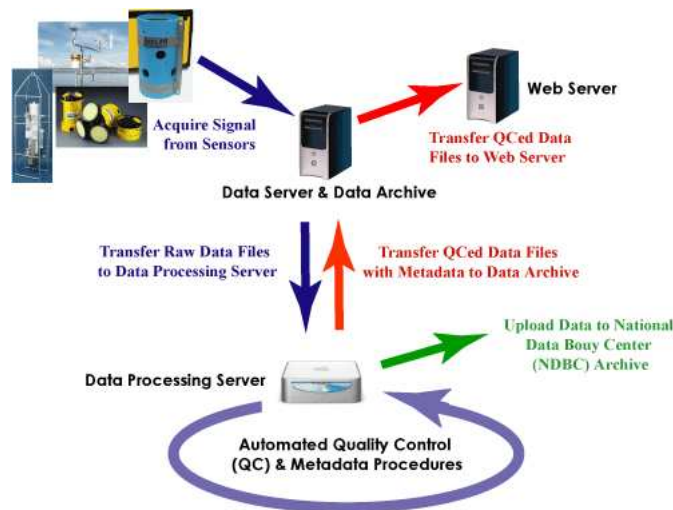 Acquire Signal
from Sensors
Web Server
Transfer QCed Data
Files to Web Server
Data Server & Data Archive
Transfer Raw Data Files
to Data Processing Server
Transfer QCed Data Files
with Metadata to Data Archive
Upload Data to National
Data Bouy Center
(NDBC) Archive
Data Processing Server
Automated Quality Control
(QC) & Metadata Procedures